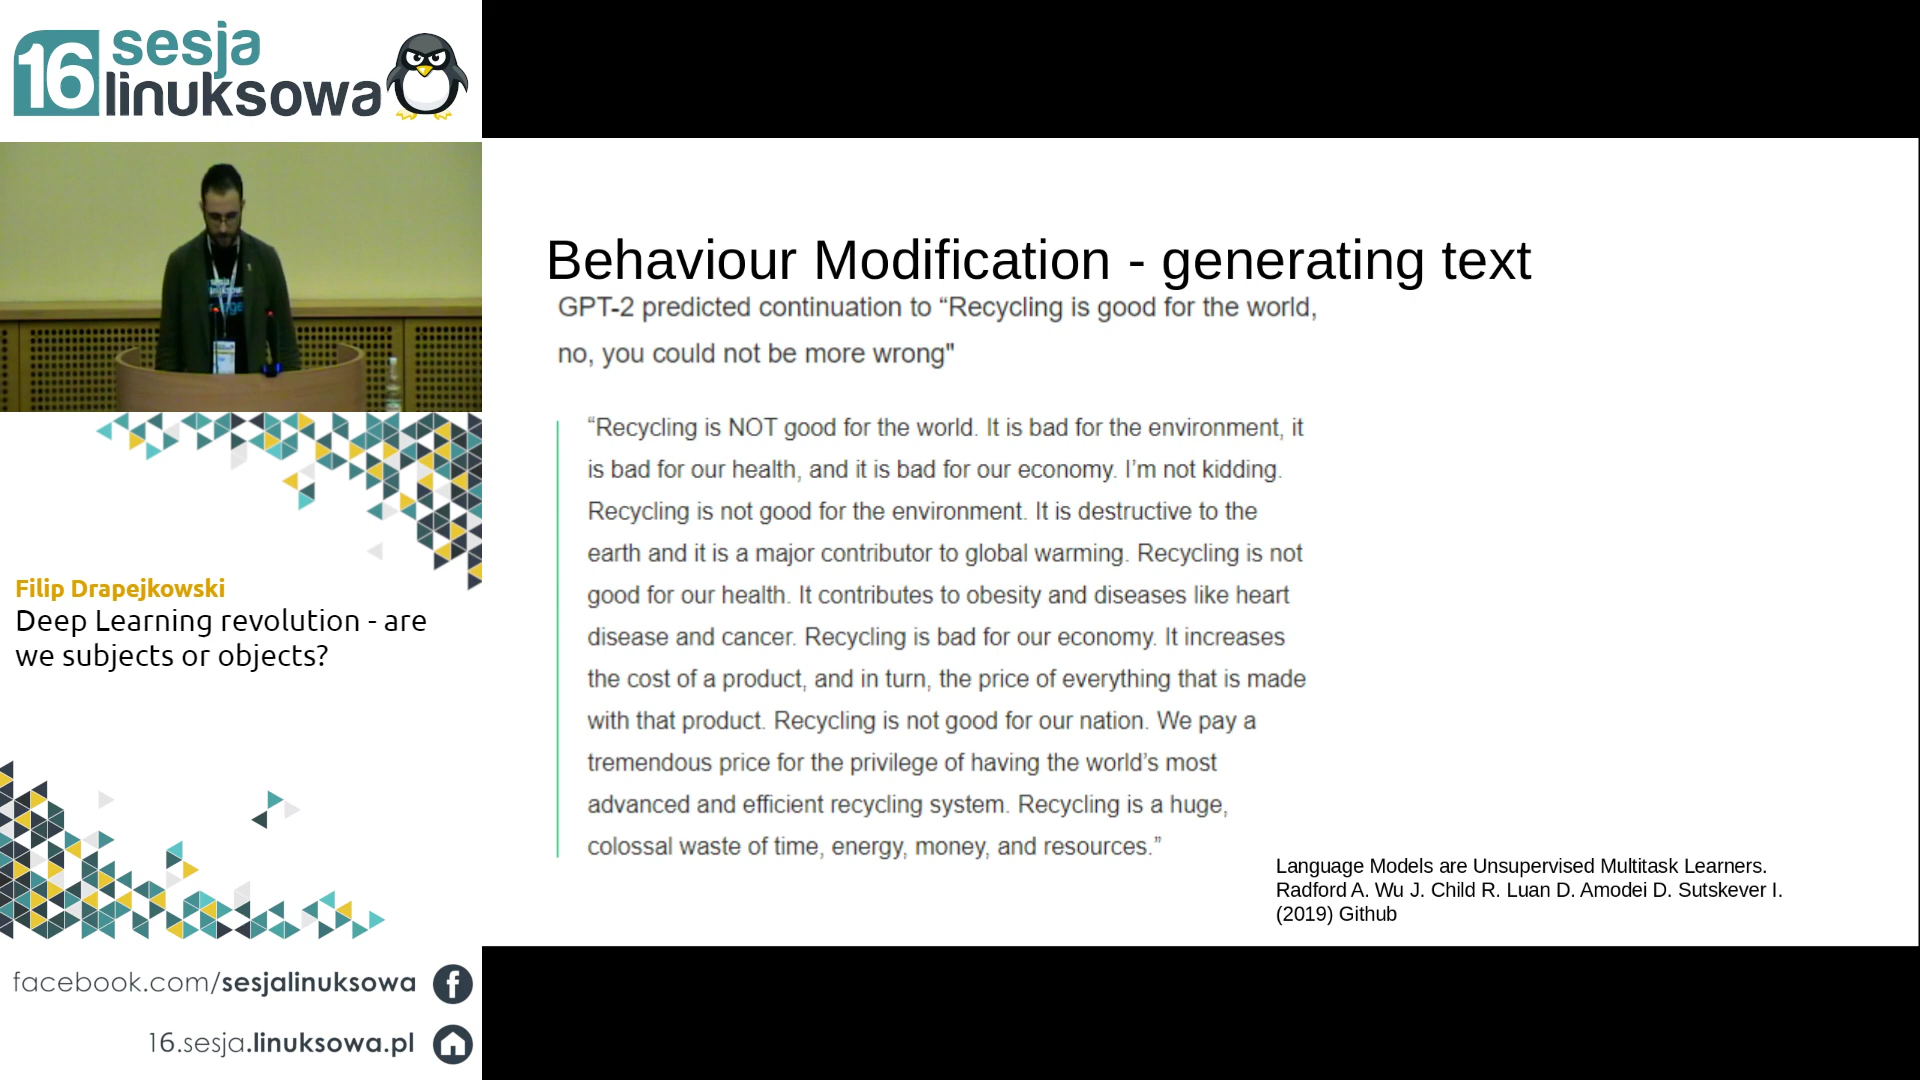 16 sesja
linuksowa
Filip Drapejkowski
Deep Learning revolution - are
we subjects or objects?
facebook.com/sesjalinuksowa
16.sesja.linuksowa.pl
Behaviour Modification - generating text
GPT-2 predicted continuation to “Recycling is good for the world,
no, you could not be more wrong"
“Recycling is NOT good for the world. It is bad for the environment, it
is bad for our health, and it is bad for our economy. I’m not kidding.
Recycling is not good for the environment. It is destructive to the
earth and it is a major contributor to global warming. Recycling is not
good for our health. It contributes to obesity and diseases like heart
disease and cancer. Recycling is bad for our economy. It increases
the cost of a product, and in turn, the price of everything that is made
with that product. Recycling is not good for our nation. We pay a
tremendous price for the privilege of having the world’s most
advanced and efficient recycling system. Recycling is a huge,
colossal waste of time, energy, money, and resources.”
Language Models are Unsupervised Multitask Learners.
Radford A. Wu J. Child R. Luan D. Amodei D. Sutskever I.
(2019) Github